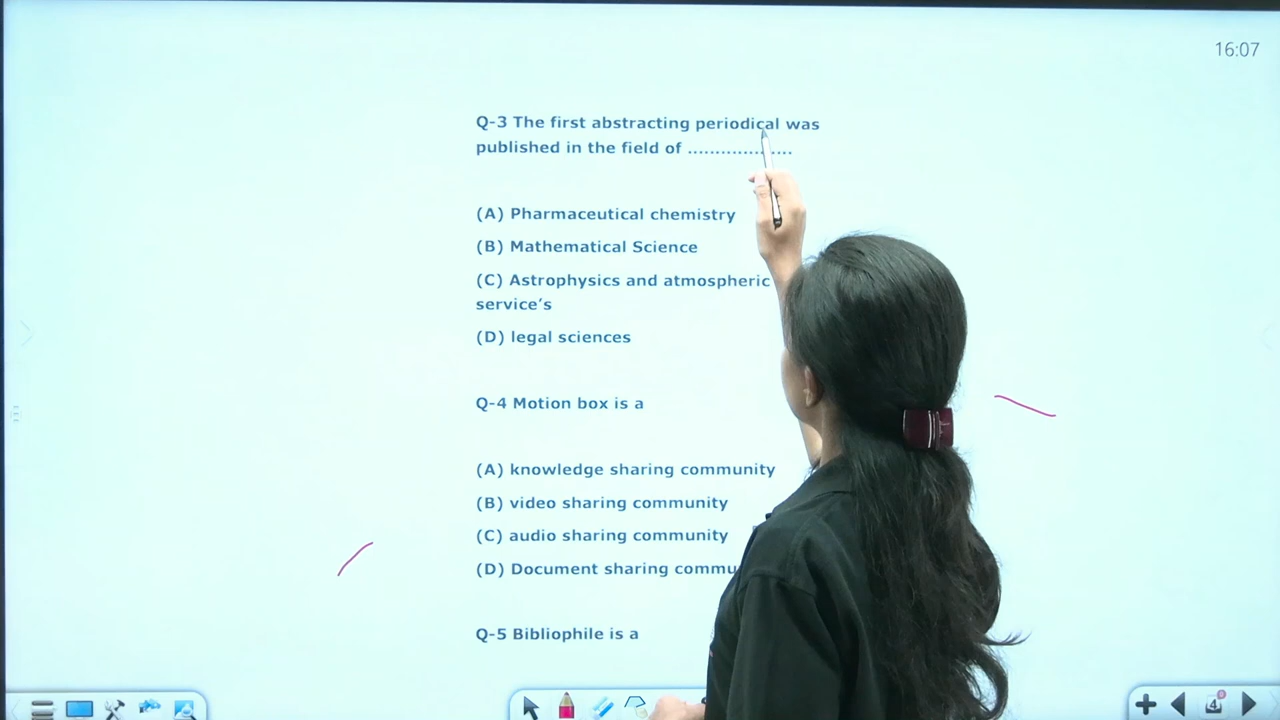 16:07
Q-3 The first abstracting periodical was
published in the field of ...................
(A) Pharmaceutical chemistry
(B) Mathematical Science
(C) Astrophysics and atmospheric
service's
(D) legal sciences
Q-4 Motion box is a
(A) knowledge sharing community
(B) video sharing community
(C) audio sharing community
(D) Document sharing
Q-5 Bibliophile is a
4